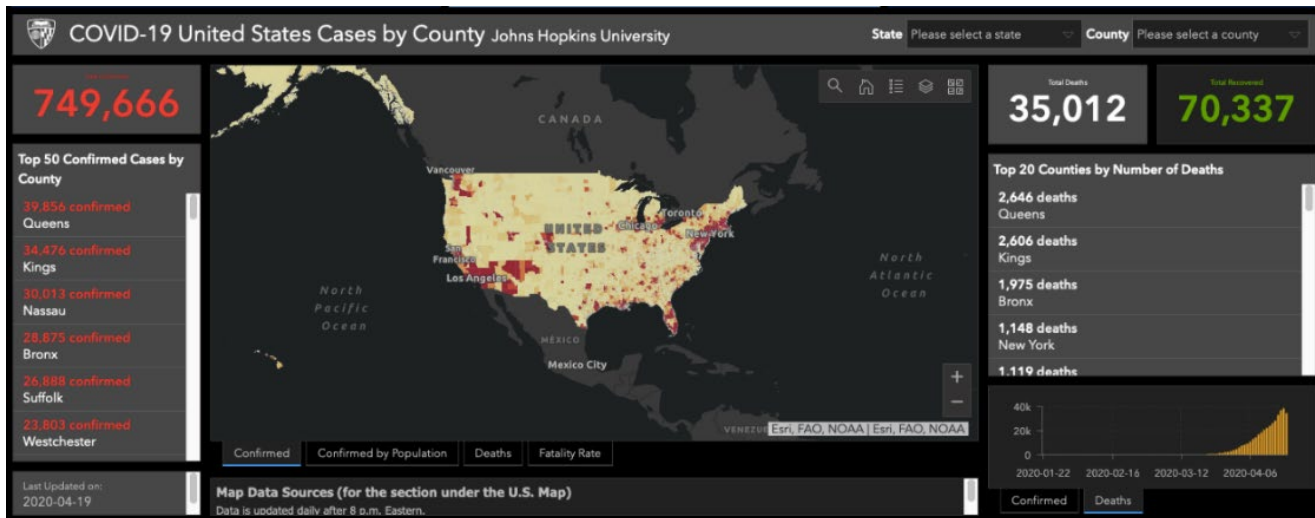 COVID-19 United States Cases by County Johns Hopkins University
State Please select a state County Please select a county
749,666
Top 50 Confirmed Cases by
County
39,856 confirmed
Queens
34,476 confirmed
Kings
30,013 confirmed
Nassau
28,875 confirmed
Bronx
26,888 confirmed
Suffolk
23,803 confirmed
Westchester
Last Updated on:
2020-04-19
CANADA
Vancouver
Toronto
Chicago
New York
UNITED
STATES
San
Francisco
Los Angeles
North
Pacific
Ocean
North
Atlantic
Ocean
MÉXICO
Mexico City
Esri, FAO, NOAA | Esri, FAO, NOAA
Confirmed
Confirmed by Population
Deaths
Fatality Rate
Map Data Sources (for the section under the U.S. Map)
Data is updated daily after 8 p.m. Eastern.
Total Deaths
35,012
Total Recovered
70,337
Top 20 Counties by Number of Deaths
2,646 deaths
Queens
2,606 deaths
Kings
1,975 deaths
Bronx
1,148 deaths
New York
1,119 deaths
40k
20k
0
2020-01-22 2020-02-16 2020-03-12 2020-04-06
Confirmed
Deaths